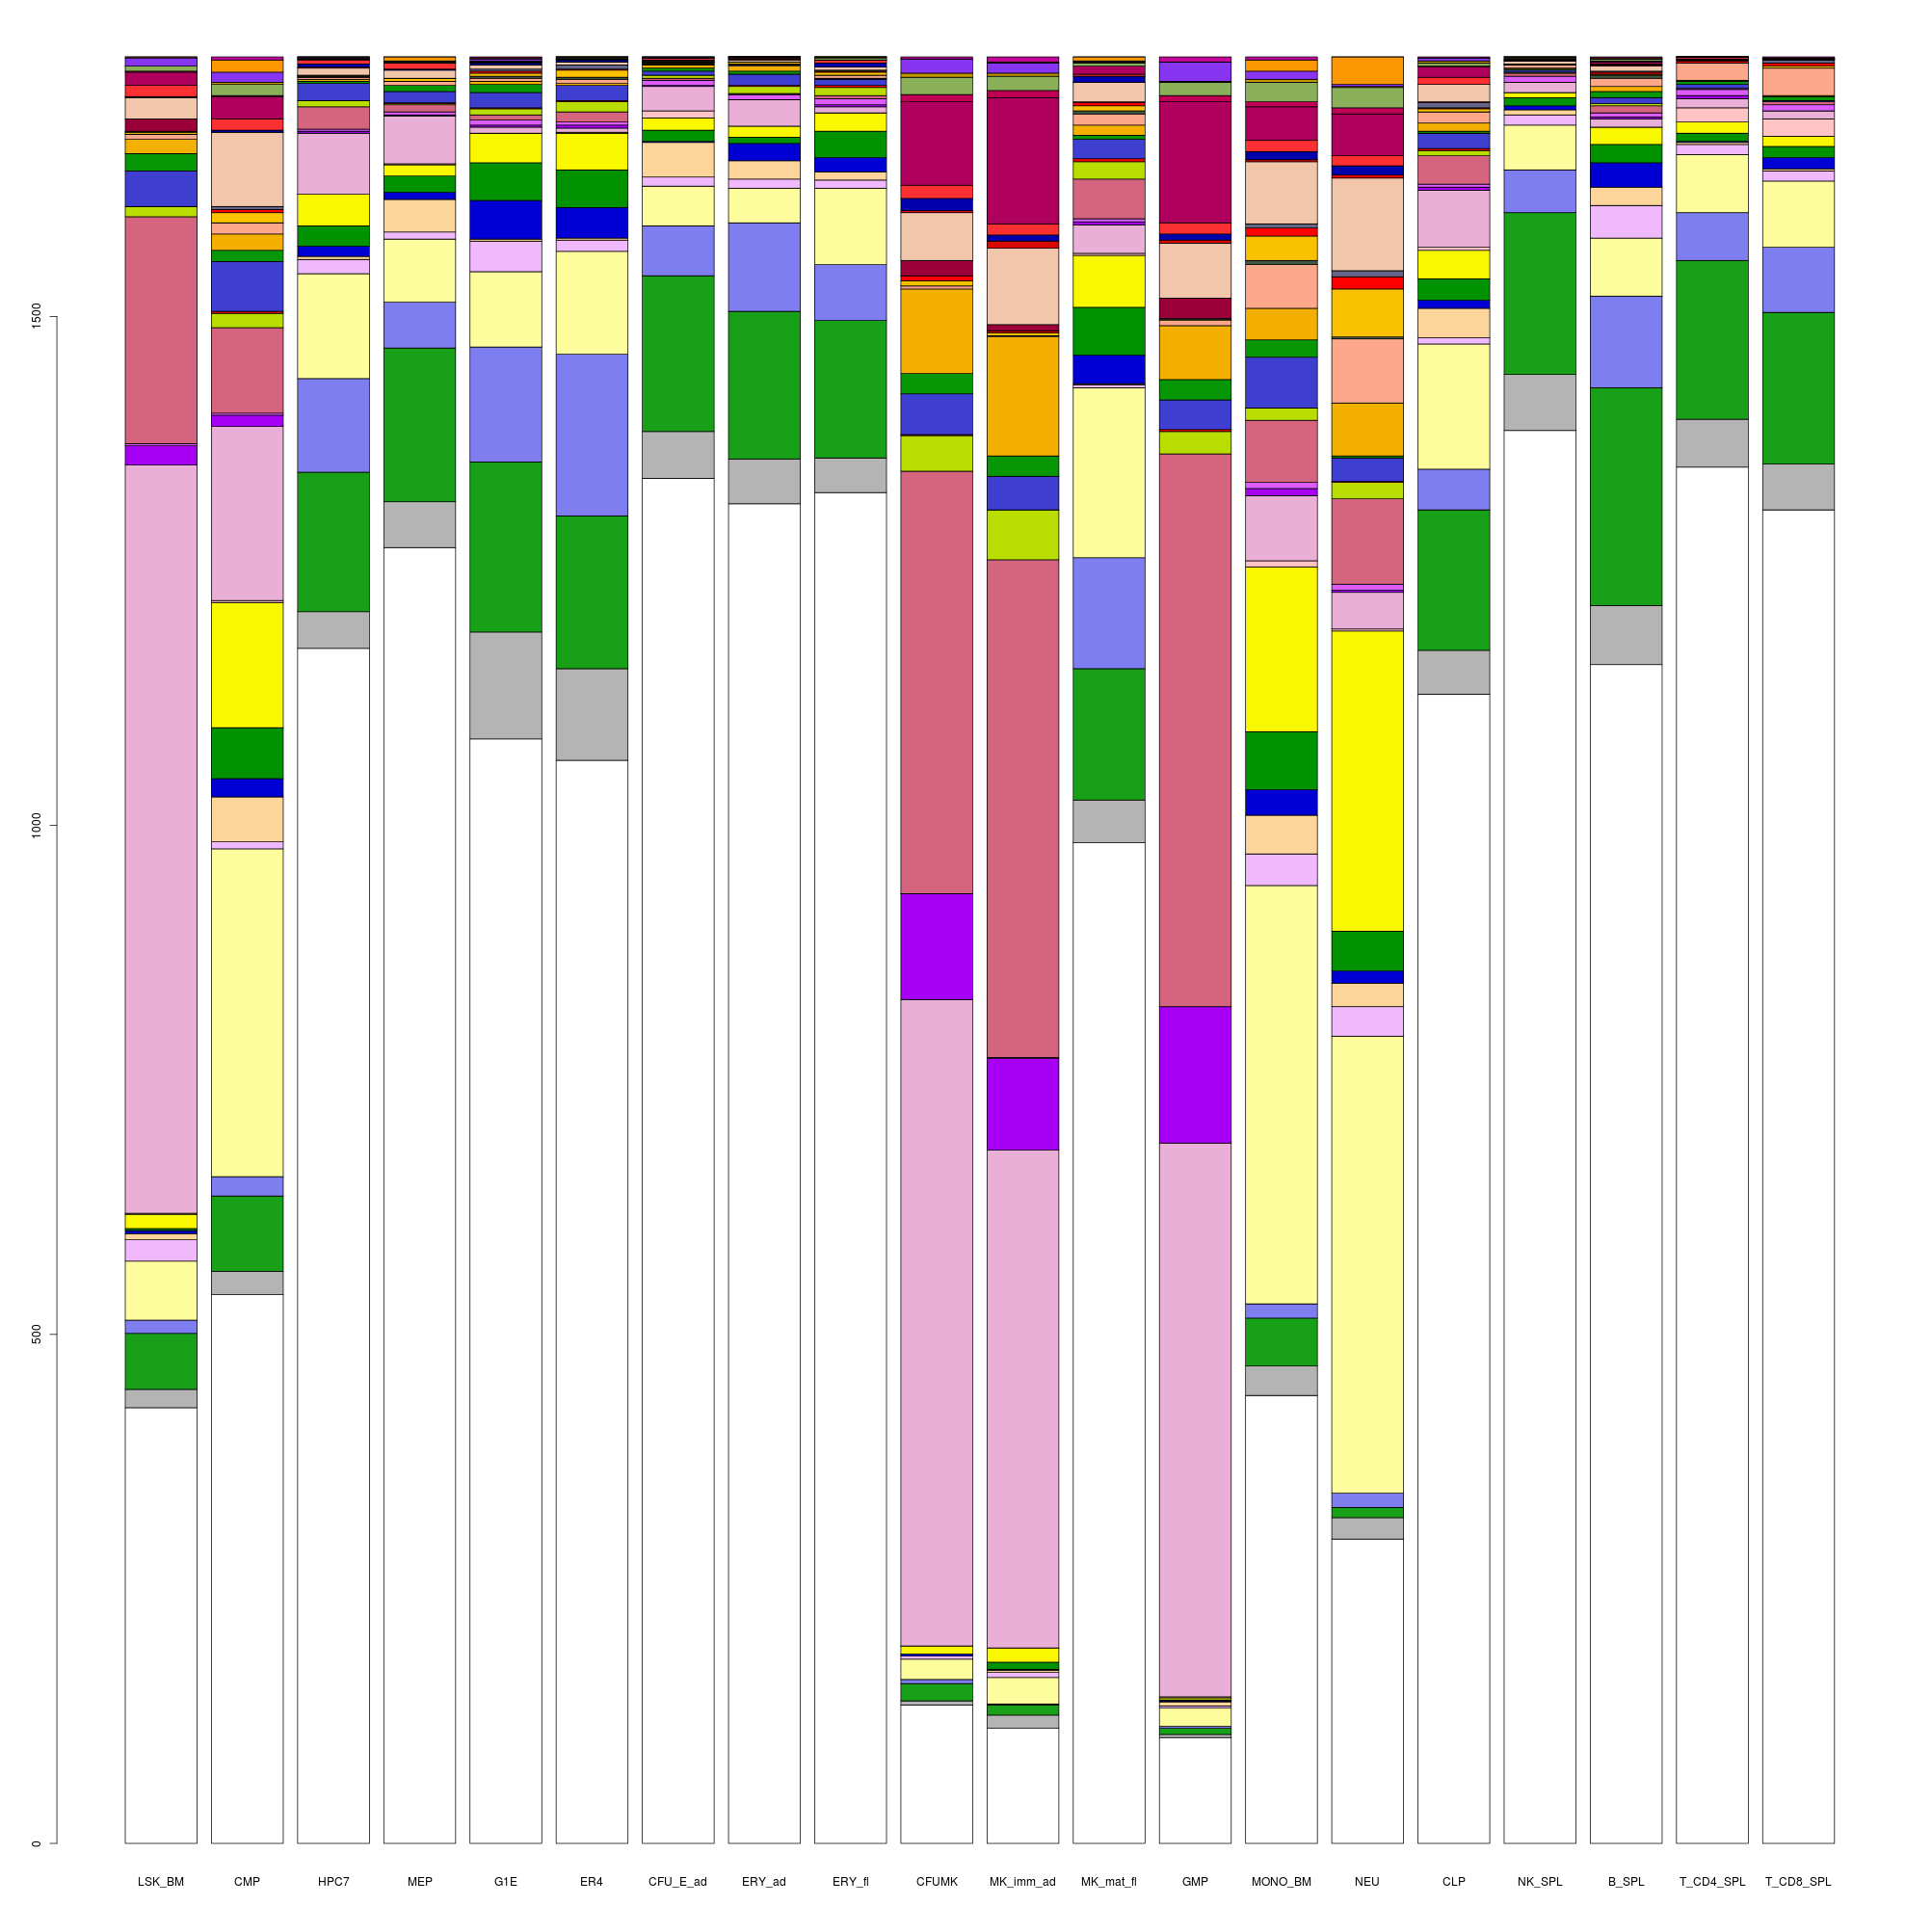 1500
1000
500
0
LSK_BM CMP HPC7 MEP G1E ER4 CFU_E_ad ERY_ad ERY_fl CFUMK MK_imm_ad MK_mat_fl GMP MONO_BM NEU CLP NK_SPL B_SPL T_CD4_SPL T_CD8_SPL